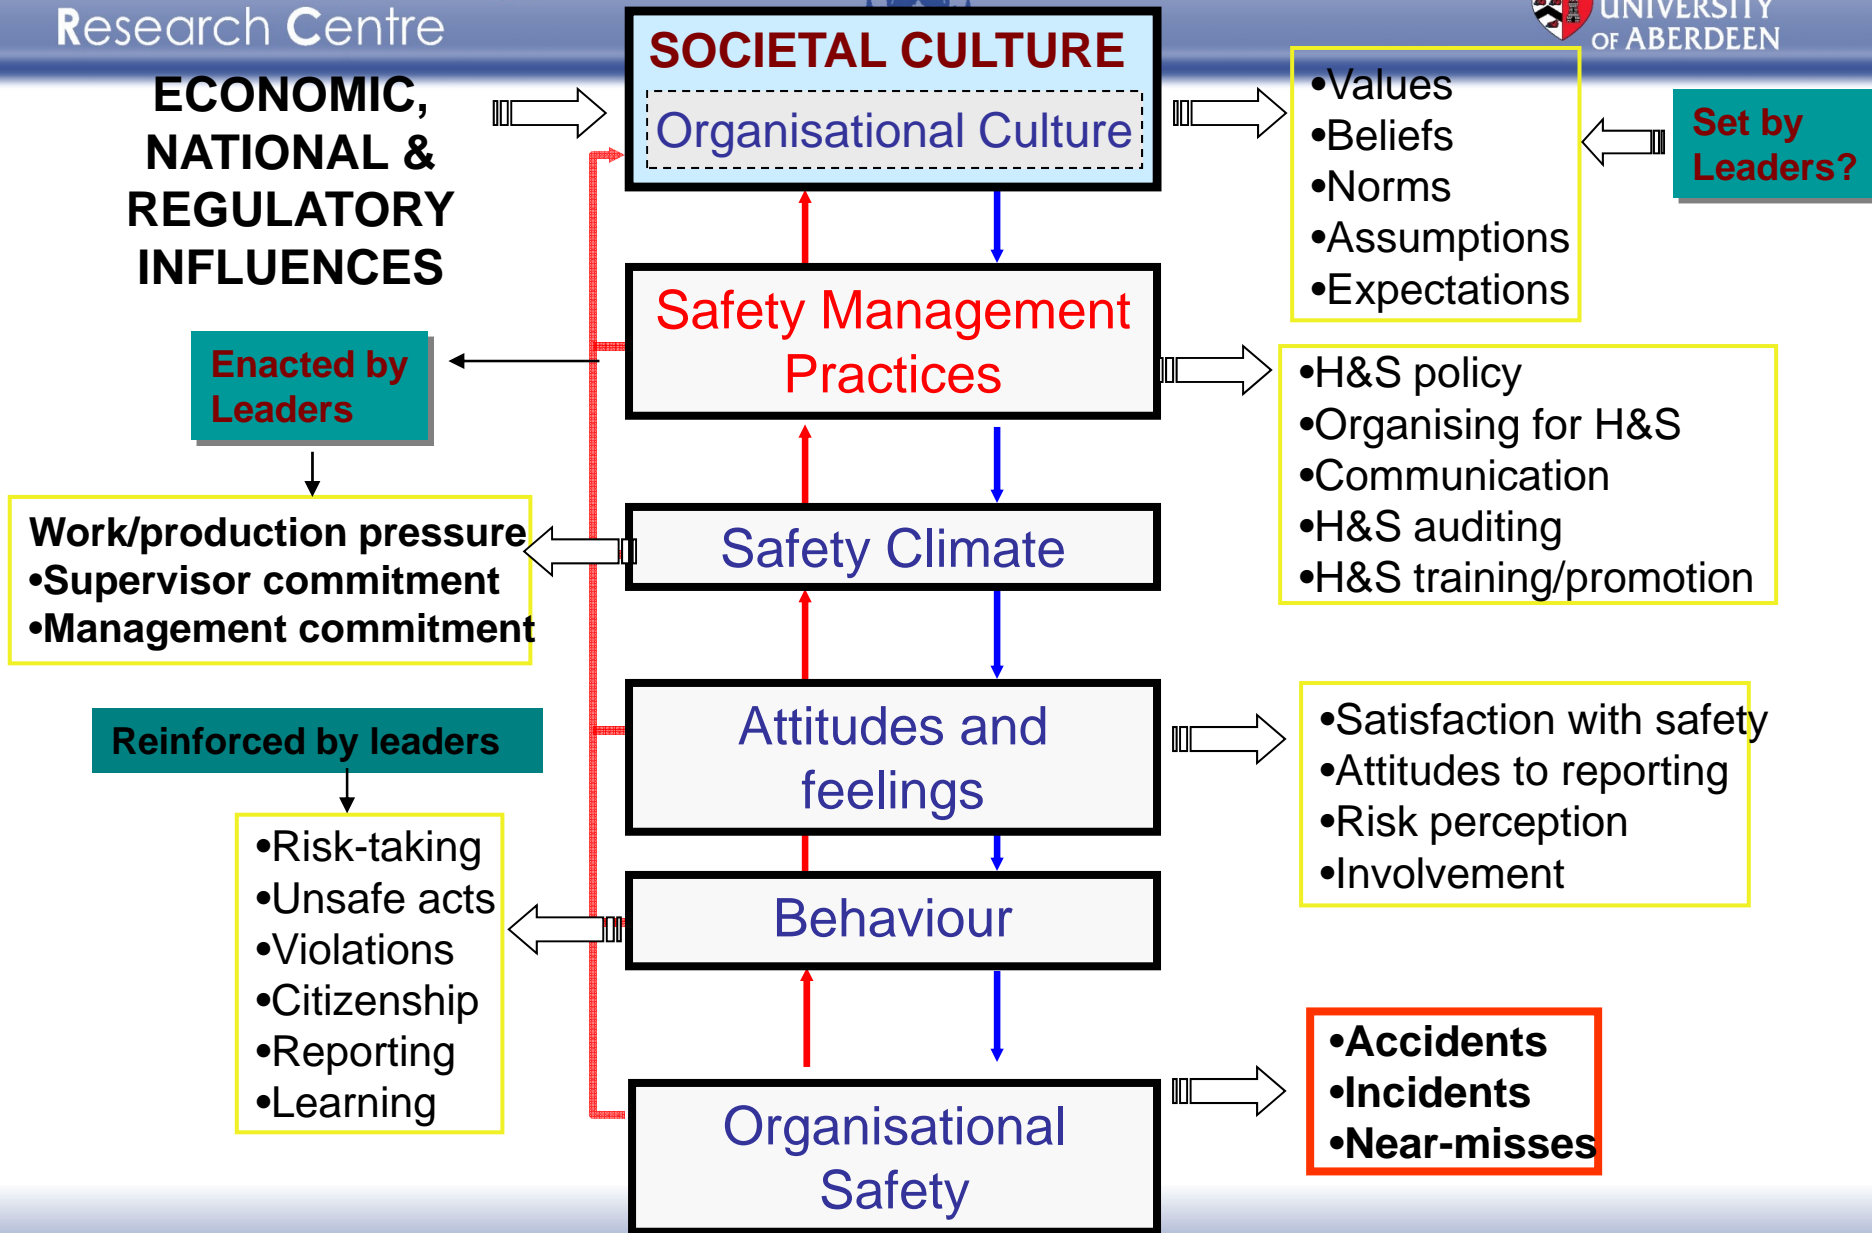 Research Centre
UNIVERSITY
OF ABERDEEN
SOCIETAL CULTURE
Organisational Culture
ECONOMIC,
NATIONAL &
REGULATORY
INFLUENCES
•Values
•Beliefs
•Norms
•Assumptions
•Expectations
Set by
Leaders?
Safety Management
Practices
Enacted by
Leaders
•H&S policy
•Organising for H&S
•Communication
•H&S auditing
•H&S training/promotion
Work/production pressure
•Supervisor commitment
•Management commitment
Safety Climate
Attitudes and
feelings
•Satisfaction with safety
•Attitudes to reporting
•Risk perception
•Involvement
Reinforced by leaders
•Risk-taking
•Unsafe acts
•Violations
•Citizenship
•Reporting
•Learning
Behaviour
Organisational
Safety
•Accidents
•Incidents
•Near-misses